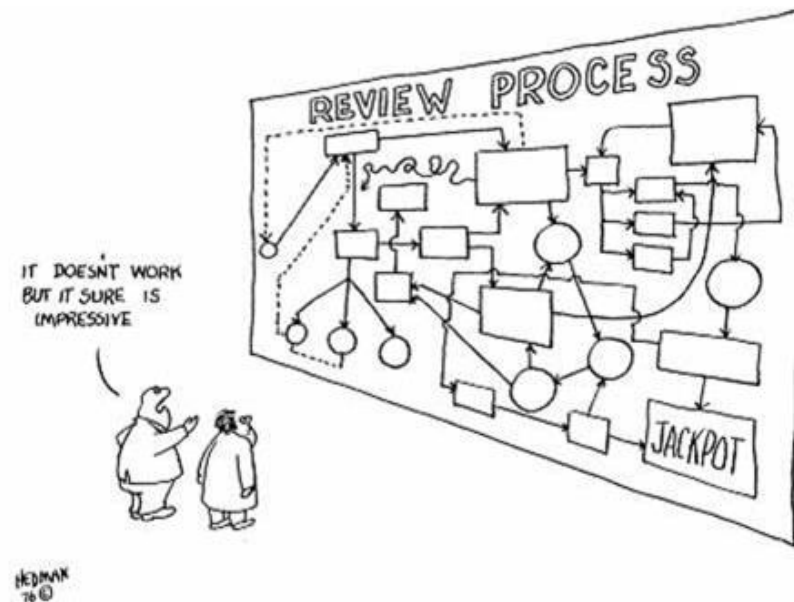 REVIEW PROCESS
IT DOESN'T WORK
BUT IT SURE IS
IMPRESSIVE
JACKPOT
HEDMAN
76 ©